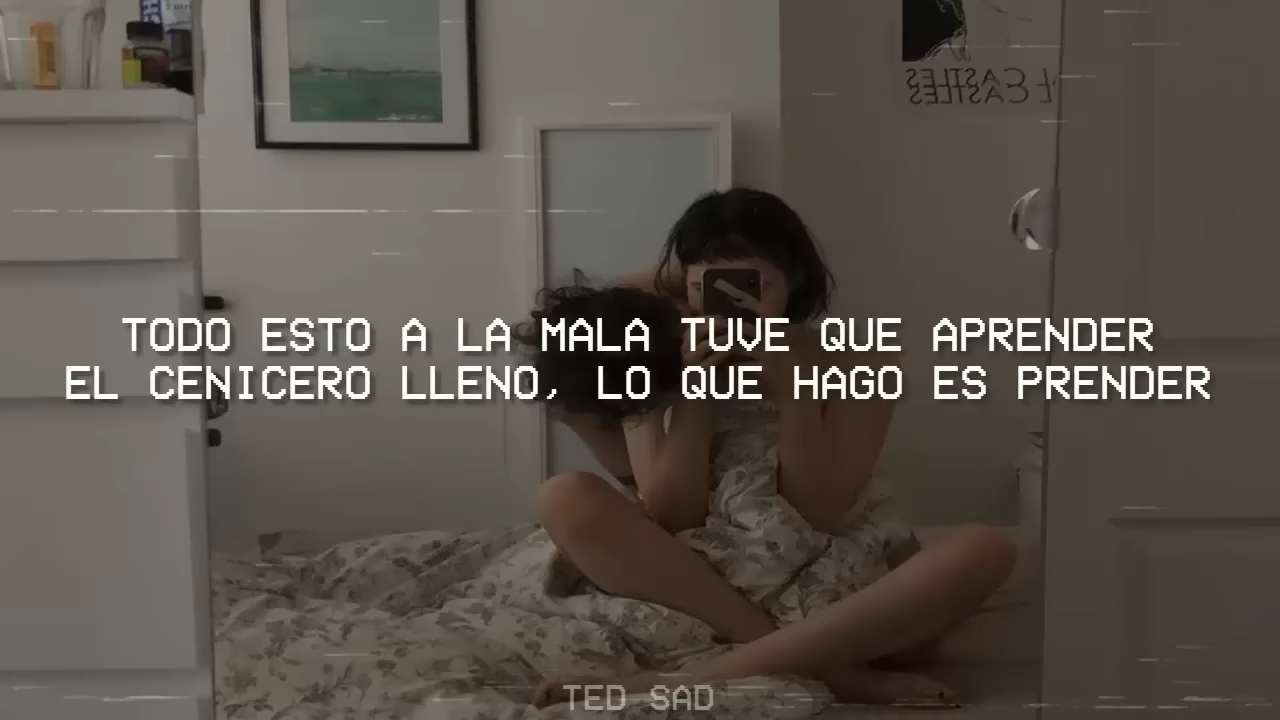 TODO ESTO A LA MALA TUVE QUE APRENDER
EL CENICERO LLENO, LO QUE HAGO ES PRENDER
TED SAD